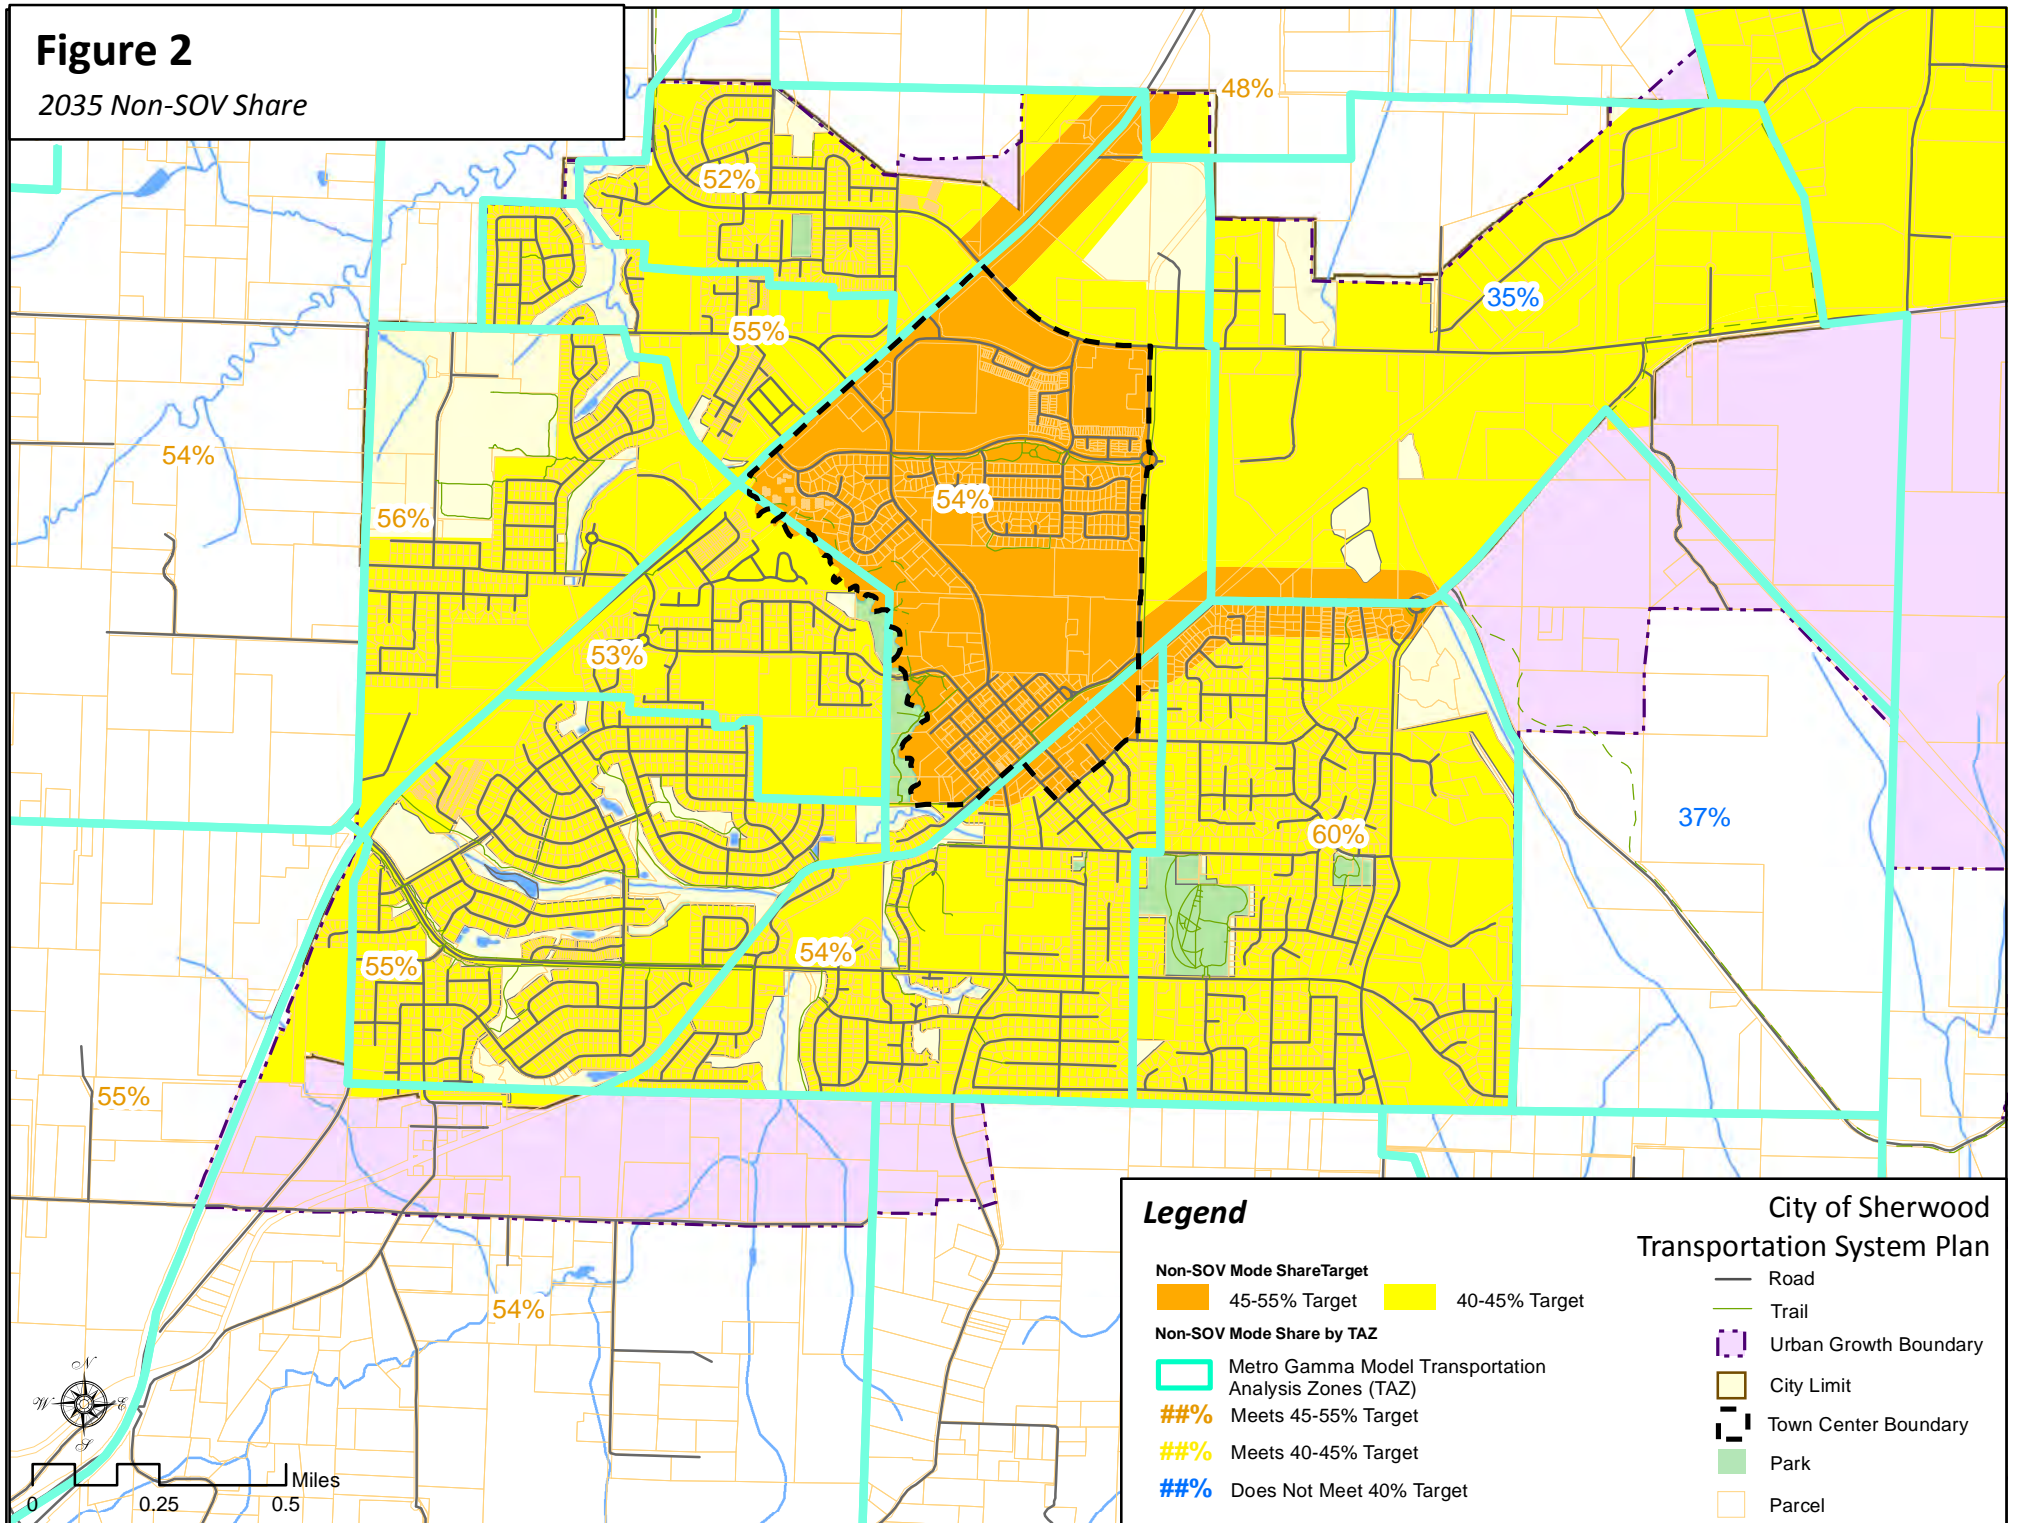 Figure 2
2035 Non-SOV Share
48%
52%
35%
55%
54%
54%
56%
53%
37%
60%
54%
55%
55%
54%
Legend
Non-SOV Mode ShareTarget
45-55% Target
40-45% Target
Non-SOV Mode Share by TAZ
Metro Gamma Model Transportation
Analysis Zones (TAZ)
##% Meets 45-55% Target
##% Meets 40-45% Target
##% Does Not Meet 40% Target
City of Sherwood
Transportation System Plan
Road
Trail
Urban Growth Boundary
City Limit
Town Center Boundary
Park
Parcel
N
W E
S
Miles
0 0.25 0.5